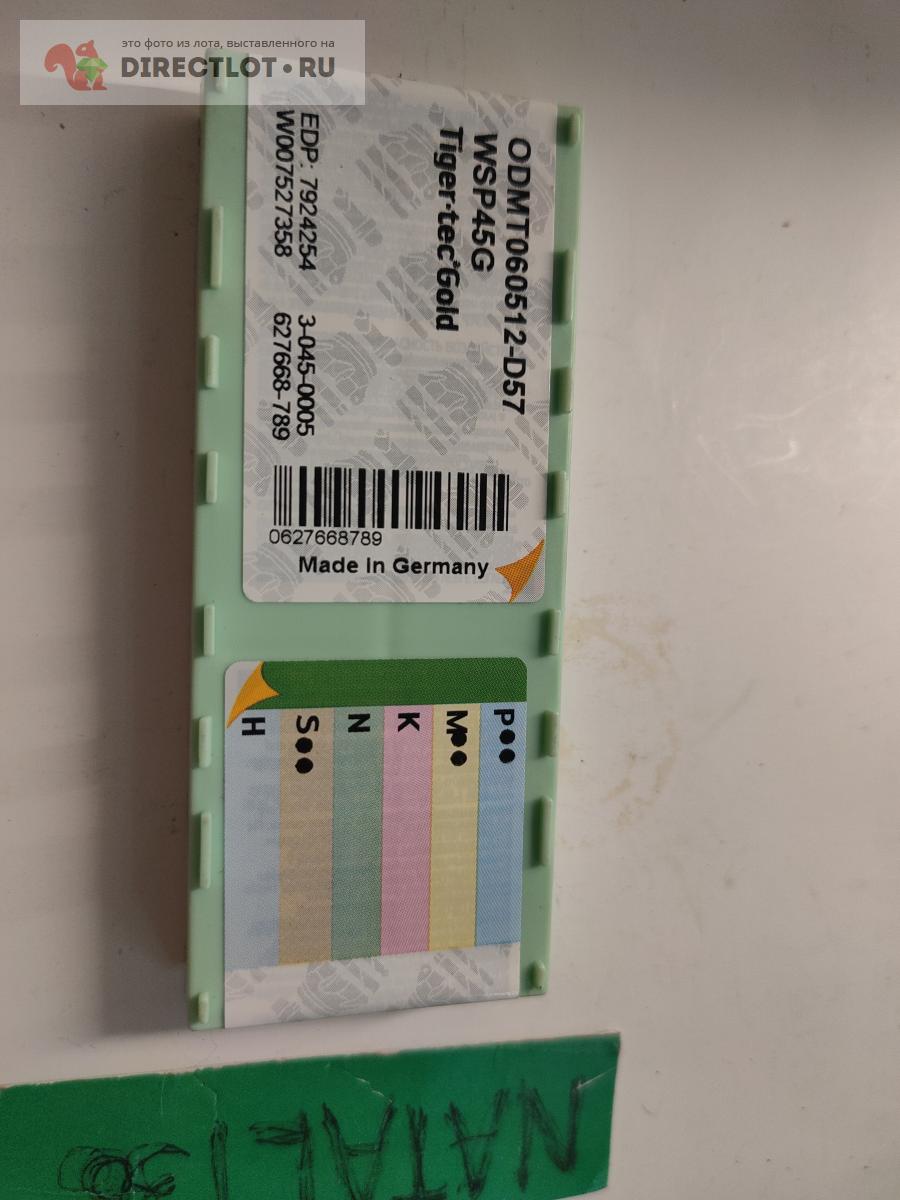 это фото из лота, выставленного на
DIRECTLOT•RU
ODMT060512-D57
WSP45G
Tiger·tec®Gold
EDP: 7924254 3-045-0005
W007527358 627668-789
0627668789
Made in Germany
P●●
M●●
K
N
S●●
H
NATALI